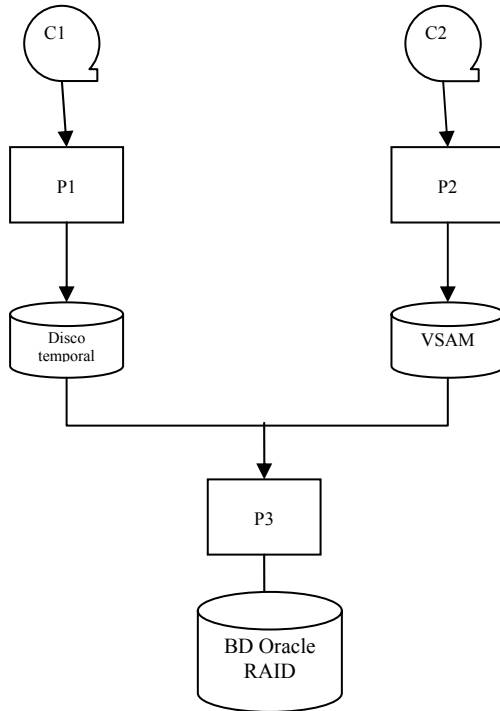 C1
C2
P1
P2
Disco
temporal
VSAM
P3
BD Oracle
RAID